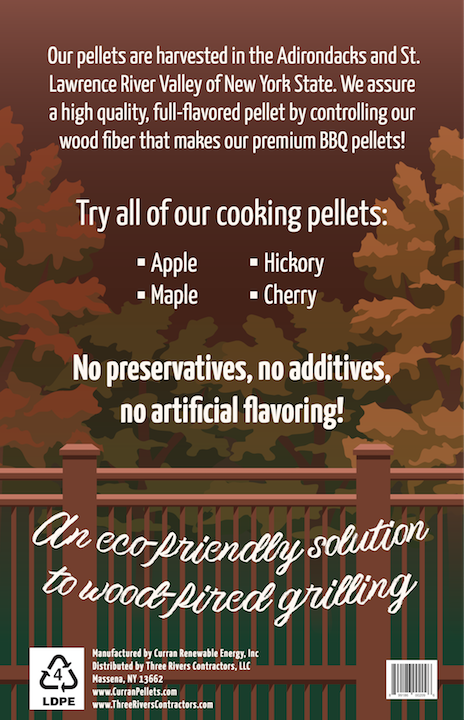 Our pellets are harvested in the Adirondacks and St.
Lawrence River Valley of New York State. We assure
a high quality, full-flavored pellet by controlling our
wood fiber that makes our premium BBQ pellets!
Try all of our cooking pellets:
▪ Apple ▪ Hickory
▪ Maple ▪ Cherry
No preservatives, no additives,
no artificial flavoring!
An eco-friendly solution
to wood-fired grilling
4
LDPE
Manufactured by Curran Renewable Energy, Inc
Distributed by Three Rivers Contractors, LLC
Massena, NY 13662
www.CurranPellets.com
www.ThreeRiversContractors.com